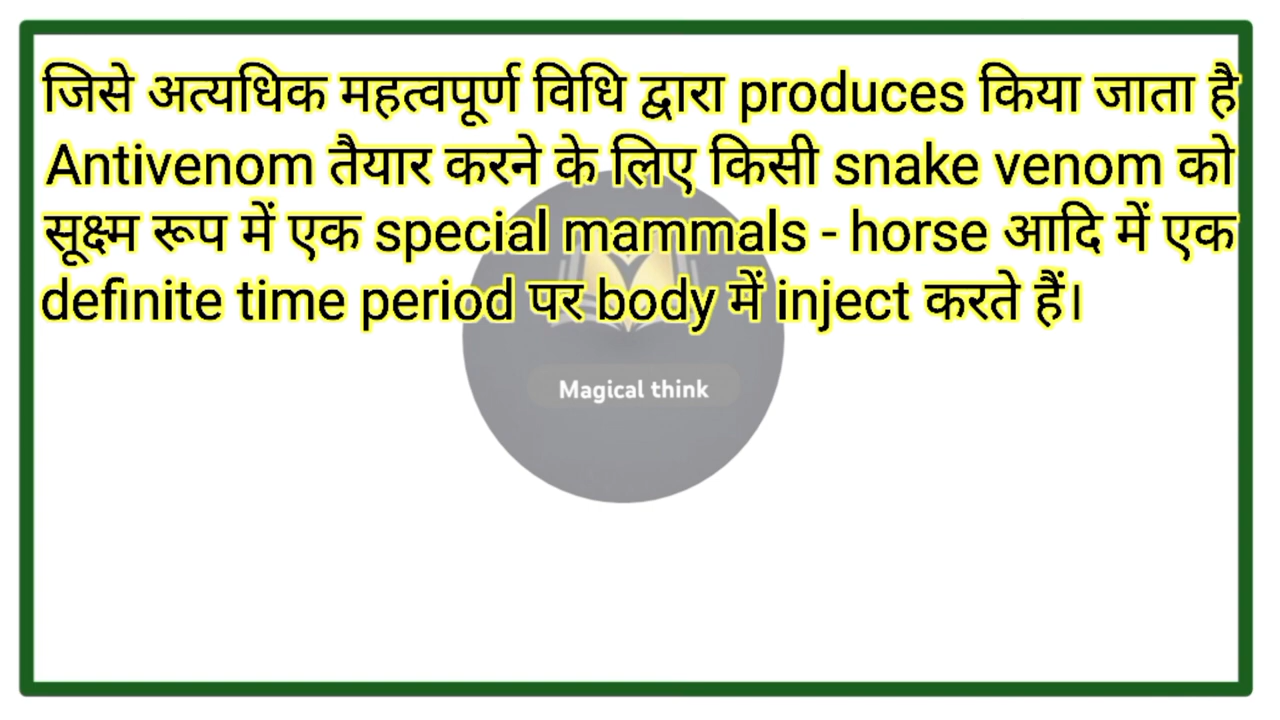 जिसे अत्यधिक महत्वपूर्ण विधि द्वारा produces किया जाता है
Antivenom तैयार करने के लिए किसी snake venom को
सूक्ष्म रूप में एक special mammals - horse आदि में एक
definite time period पर body में inject करते हैं।
Magical think